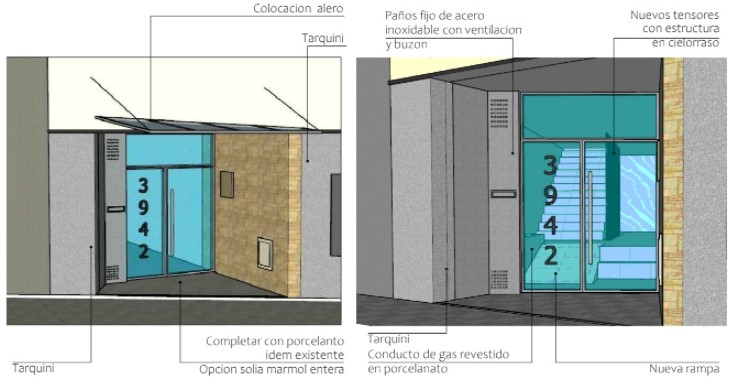 Colocacion alero
Tarquini
3
9
4
2
Completar con porcelanto
idem existente
Tarquini
Opcion solia marmol entera
Paños fijo de acero
inoxidable con ventilacion
y buzon
Nuevos tensores
con estructura
en cielorraso
3
9
4
2
Tarquini
Conducto de gas revestido
en porcelanato
Nueva rampa